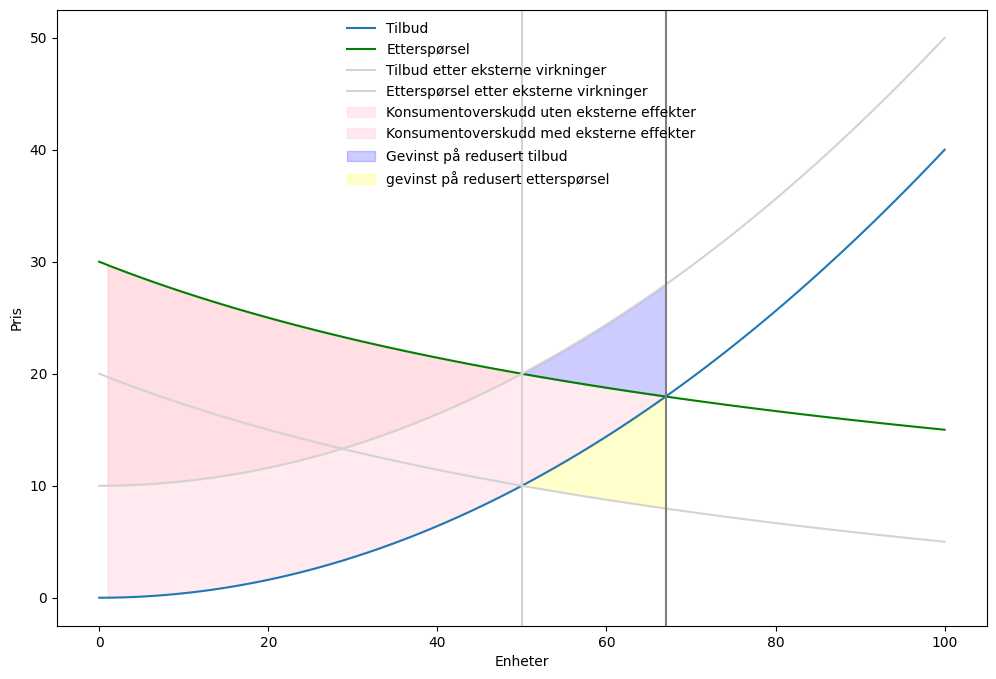 Tilbud
Etterspørsel
Tilbud etter eksterne virkninger
Etterspørsel etter eksterne virkninger
Konsumentoverskudd uten eksterne effekter
Konsumentoverskudd med eksterne effekter
Gevinst på redusert tilbud
gevinst på redusert etterspørsel
50
40
30
20
10
0
Pris
0 20 40 60 80 100
Enheter